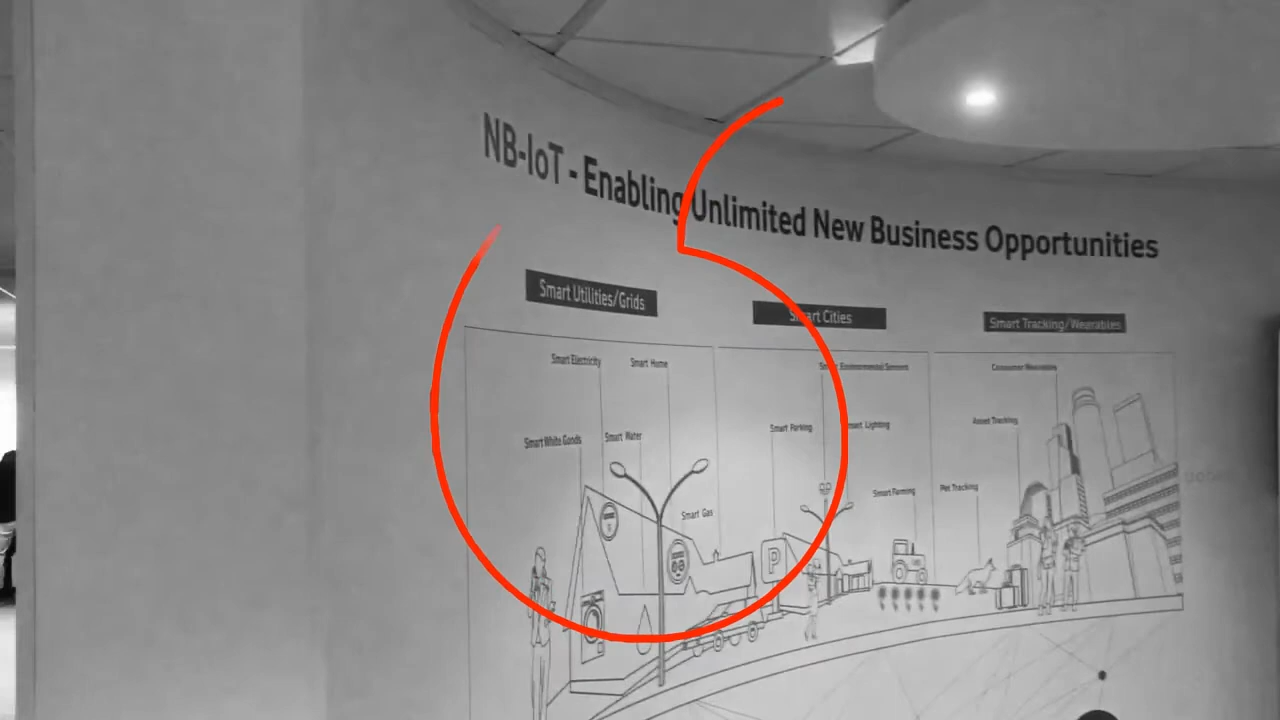 NB-IoT - Enabling Unlimited New Business Opportunities
Smart Utilities/Grids
Smart Cities
Smart Tracking/Wearables
Smart Electricity
Smart Home
Smart Environmental Sensors
Consumer Wearables
Smart White Goods
Smart Water
Smart Parking
Smart Lighting
Asset Tracking
Smart Gas
Smart Farming
Pet Tracking
P